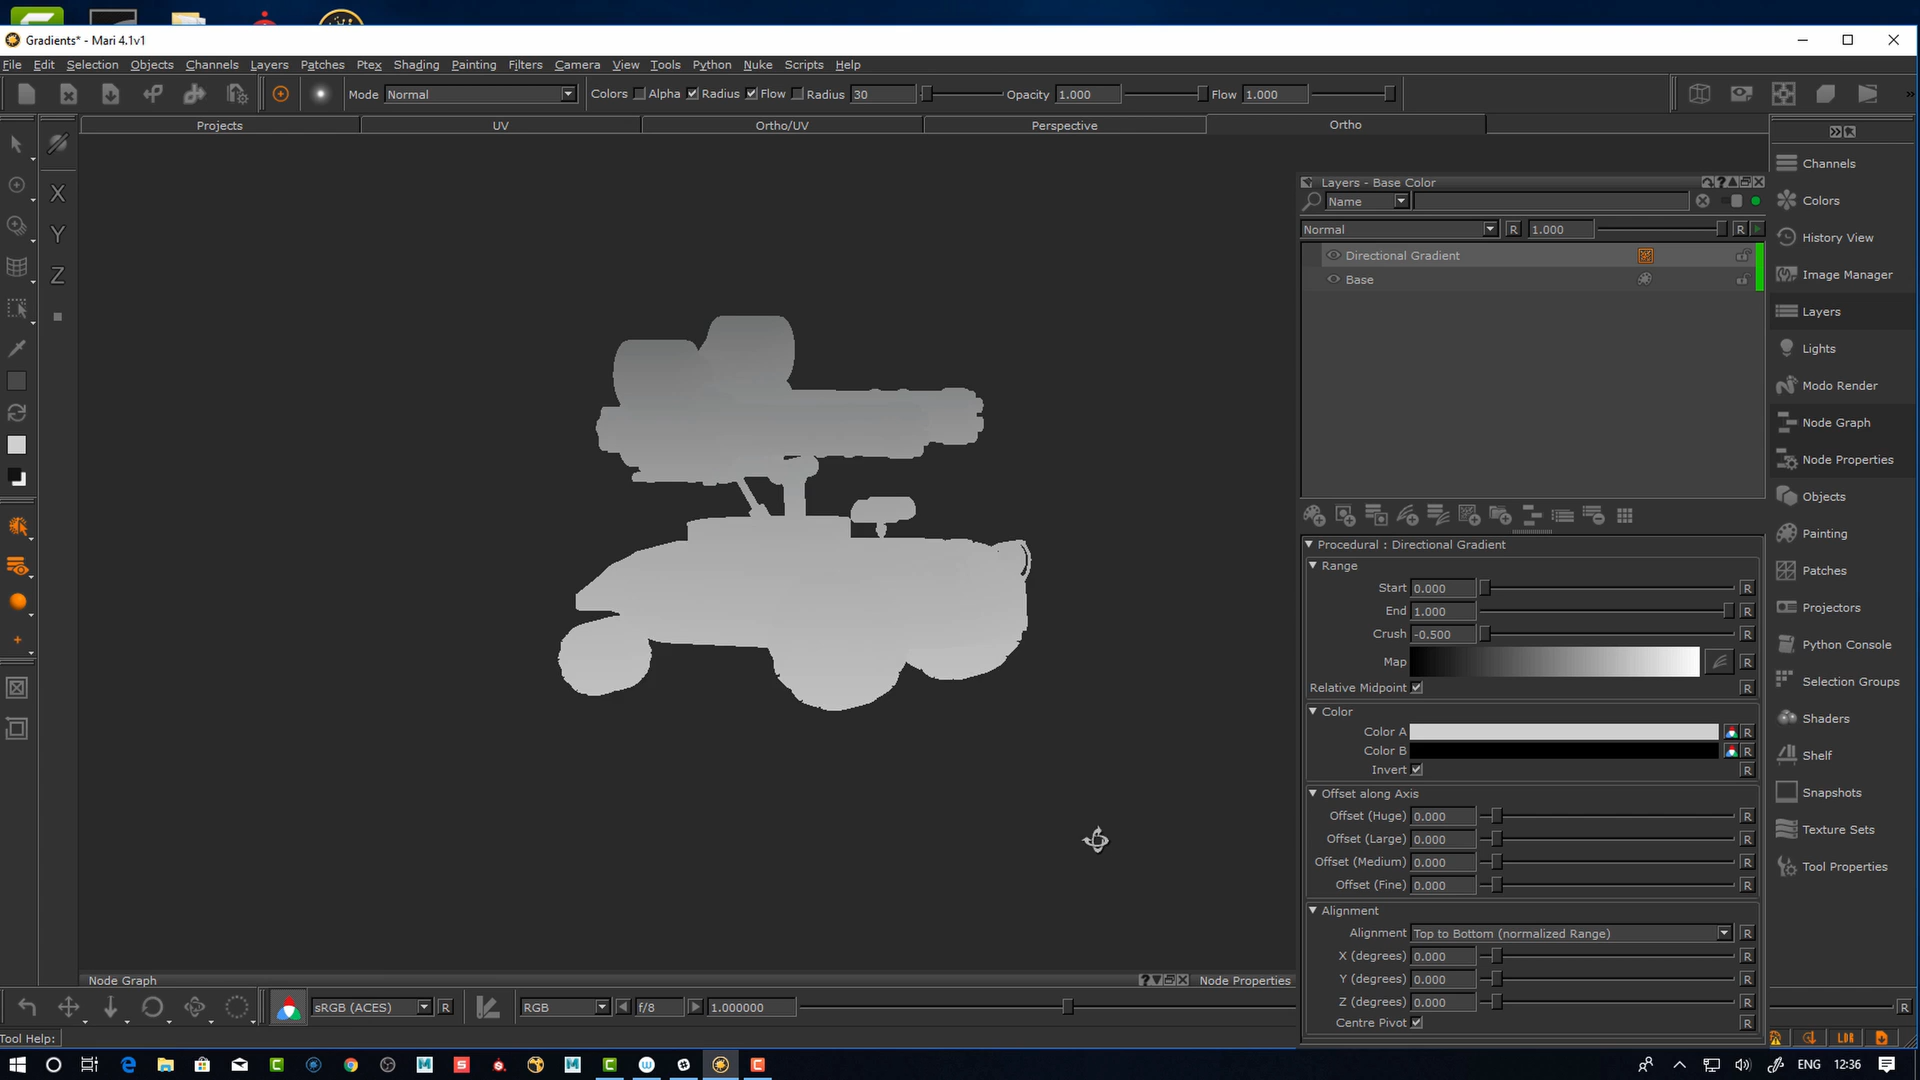 Gradients* - Mari 4.1v1
File Edit Selection Objects Channels Layers Patches Ptex Shading Painting Filters Camera View Tools Python Nuke Scripts Help
Mode Normal Colors Alpha Radius Flow Radius 30 Opacity 1.000 Flow 1.000 »
Projects UV Ortho/UV Perspective Ortho
X
Y
Z
Layers - Base Color
Name
Normal R 1.000 R
Directional Gradient
Base
Procedural : Directional Gradient
Range
Start 0.000 R
End 1.000 R
Crush -0.500 R
Map R
Relative Midpoint R
Color
Color A R
Color B R
Invert R
Offset along Axis
Offset (Huge) 0.000 R
Offset (Large) 0.000 R
Offset (Medium) 0.000 R
Offset (Fine) 0.000 R
Alignment
Alignment Top to Bottom (normalized Range) R
X (degrees) 0.000 R
Y (degrees) 0.000 R
Z (degrees) 0.000 R
Centre Pivot R
Channels
Colors
History View
Image Manager
Layers
Lights
Modo Render
Node Graph
Node Properties
Objects
Painting
Patches
Projectors
Python Console
Selection Groups
Shaders
Shelf
Snapshots
Texture Sets
Tool Properties
Node Graph Node Properties
sRGB (ACES) R RGB f/8 1.000000 R
Tool Help: LDR
ENG 12:36